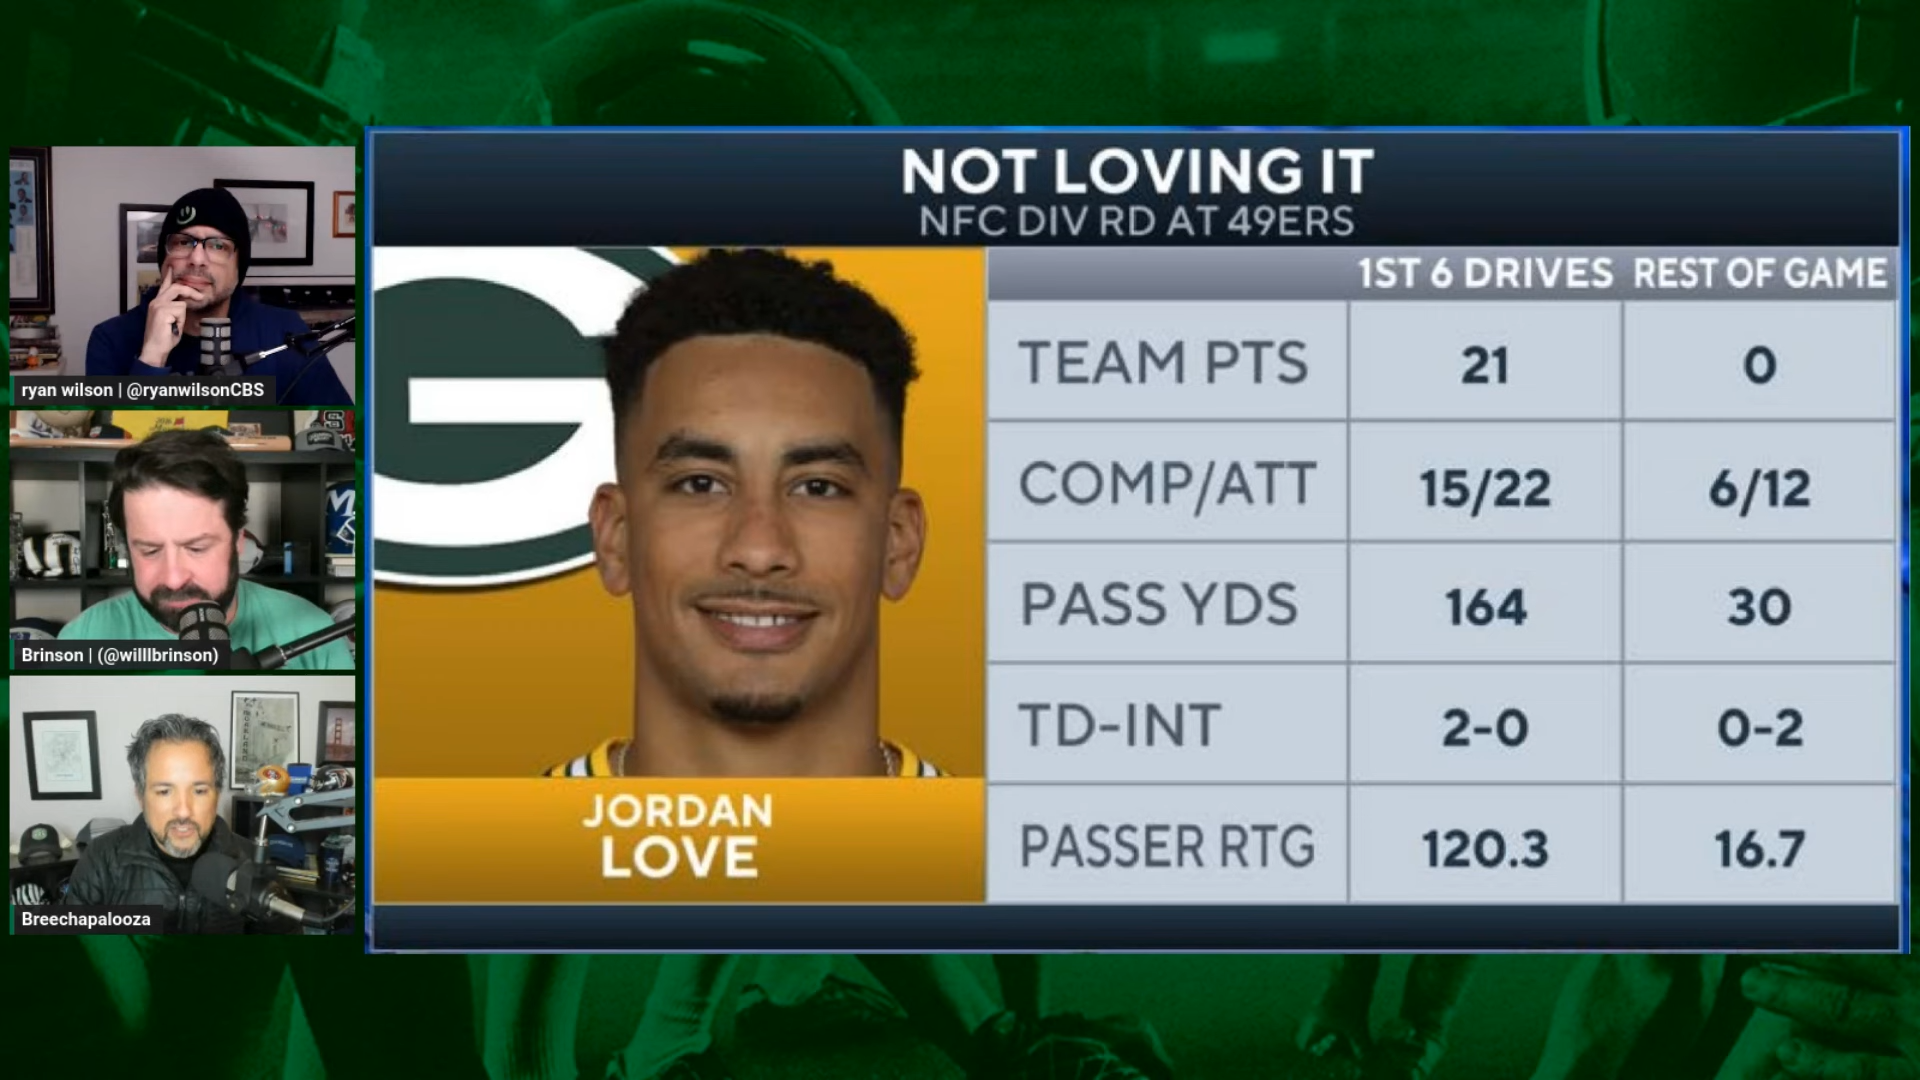 NOT LOVING IT
NFC DIV RD AT 49ERS
1ST 6 DRIVES REST OF GAME
TEAM PTS 21 0
COMP/ATT 15/22 6/12
PASS YDS 164 30
TD-INT 2-0 0-2
PASSER RTG 120.3 16.7
JORDAN
LOVE
G
ryan wilson | @ryanwilsonCBS
Brinson | (@willlbrinson)
Breechapalooza